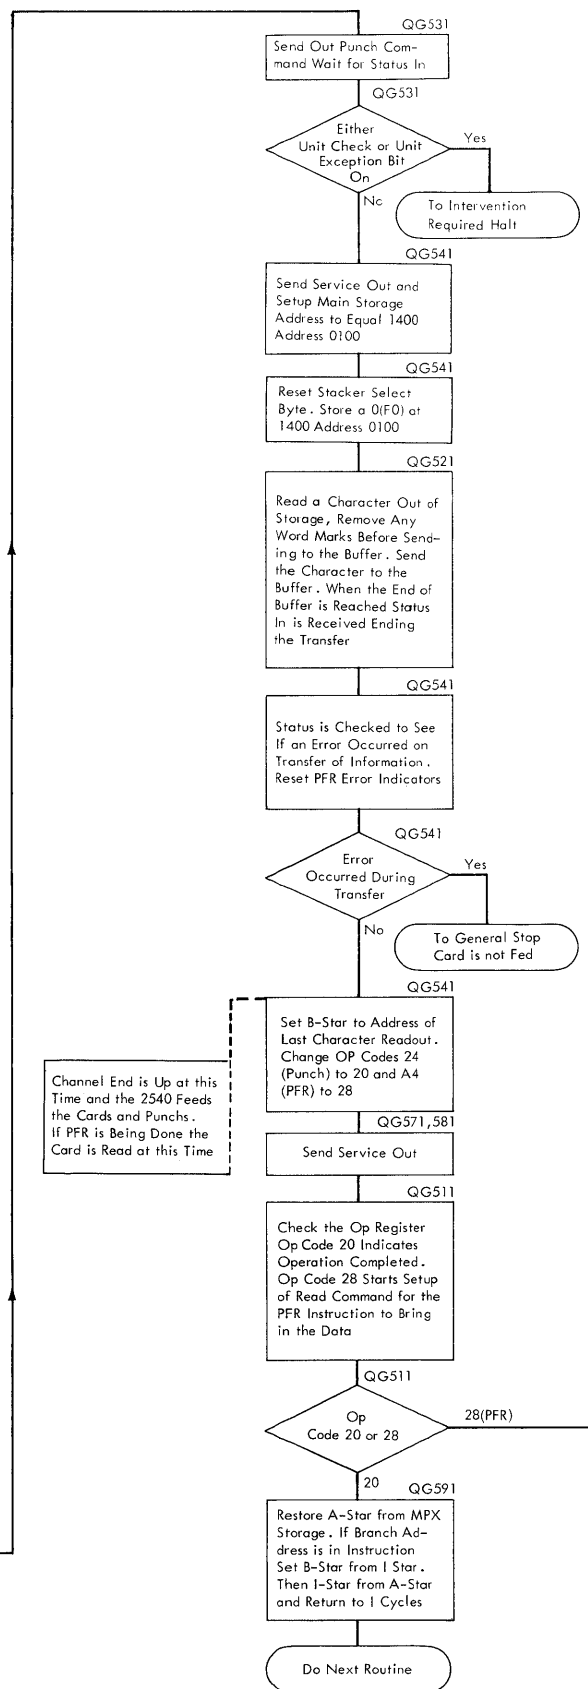 QG531
Send Out Punch Com-
mand Wait for Status In
QG531
Either
Unit Check or Unit
Exception Bit
On
Yes
Nc
To Intervention
Required Halt
QG541
Send Service Out and
Setup Main Storage
Address to Equal 1400
Address 0100
QG541
Reset Stacker Select
Byte. Store a 0(F0) at
1400 Address 0100
QG521
Read a Character Out of
Storage, Remove Any
Word Marks Before Send-
ing to the Buffer. Send
the Character to the
Buffer. When the End of
Buffer is Reached Status
In is Received Ending
the Transfer
QG541
Status is Checked to See
If an Error Occurred on
Transfer of Information.
Reset PFR Error Indicators
QG541
Error
Occurred During
Transfer
Yes
No
To General Stop
Card is not Fed
QG541
Set B-Star to Address of
Last Character Readout.
Change OP Codes 24
(Punch) to 20 and A4
(PFR) to 28
Channel End is Up at this
Time and the 2540 Feeds
the Cards and Punchs.
If PFR is Being Done the
Card is Read at this Time
QG571,581
Send Service Out
QG511
Check the Op Register
Op Code 20 Indicates
Operation Completed.
Op Code 28 Starts Setup
of Read Command for the
PFR Instruction to Bring
in the Data
QG511
Op
Code 20 or 28
28(PFR)
20
QG591
Restore A-Star from MPX
Storage. If Branch Ad-
dress is in Instruction
Set B-Star from I Star.
Then I-Star from A-Star
and Return to I Cycles
Do Next Routine